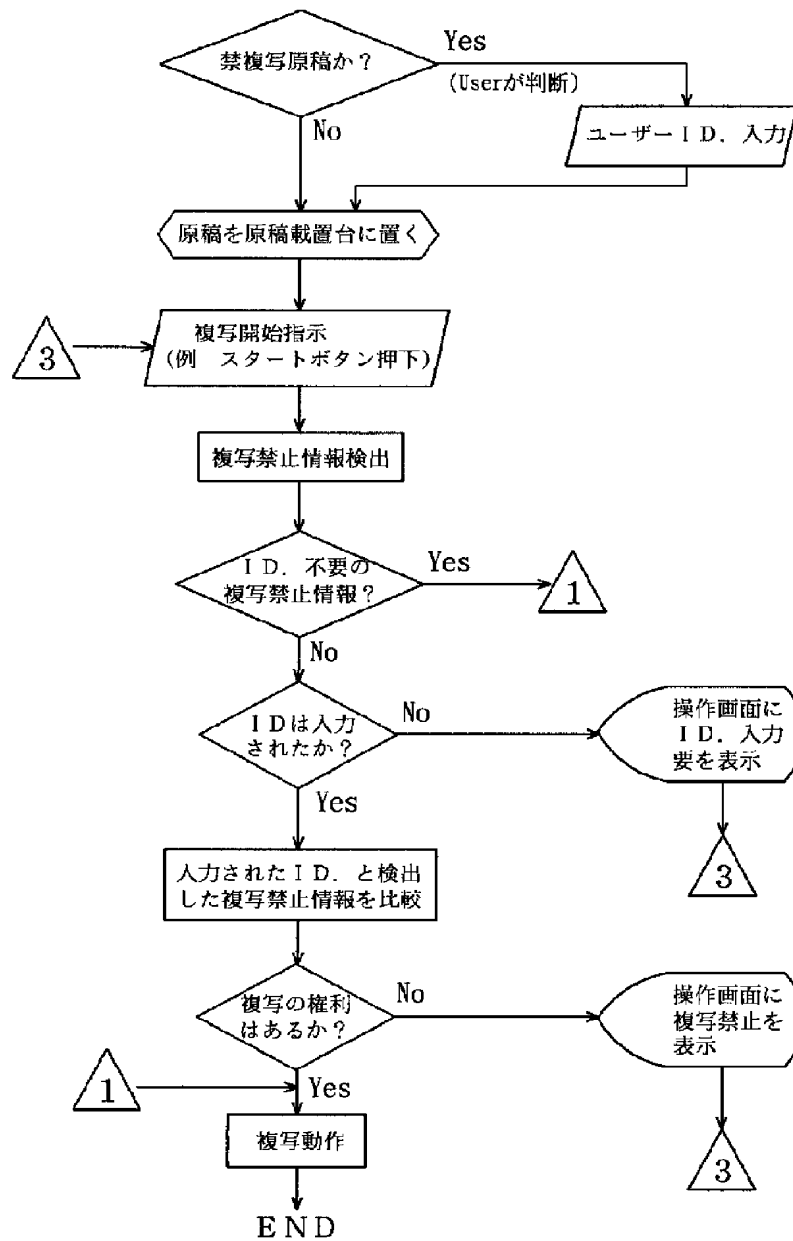 禁複写原稿か？
Yes
(Userが判断)
No
ユーザーＩＤ．入力
原稿を原稿載置台に置く
3
複写開始指示
(例　スタートボタン押下)
複写禁止情報検出
ＩＤ．不要の
複写禁止情報？
Yes
1
No
ＩＤは入力
されたか？
No
操作画面に
ＩＤ．入力
要を表示
Yes
3
入力されたＩＤ．と検出
した複写禁止情報を比較
複写の権利
はあるか？
No
操作画面に
複写禁止を
表示
1
Yes
複写動作
3
END